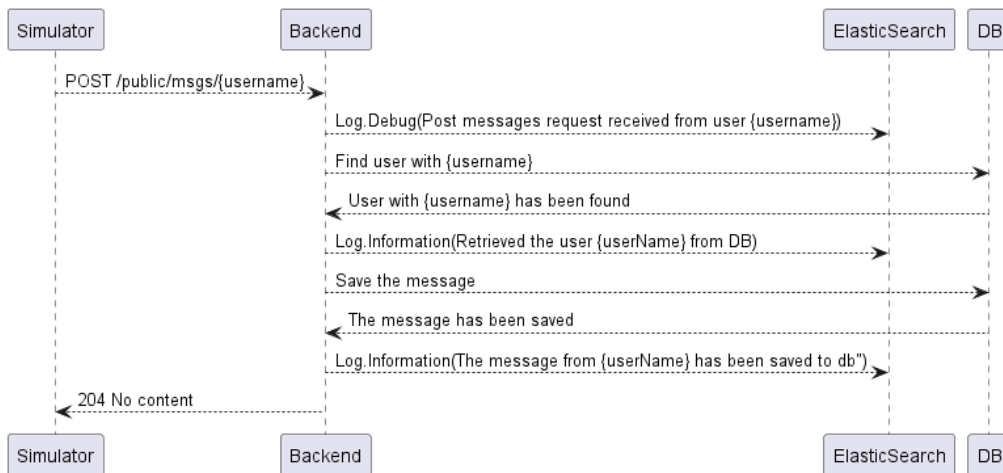 Simulator Backend ElasticSearch DB
POST /public/msgs/{username}
Log.Debug(Post messages request received from user {username})
Find user with {username}
User with {username} has been found
Log.Information(Retrieved the user {userName} from DB)
Save the message
The message has been saved
Log.Information(The message from {userName} has been saved to db")
204 No content
Simulator Backend ElasticSearch DB